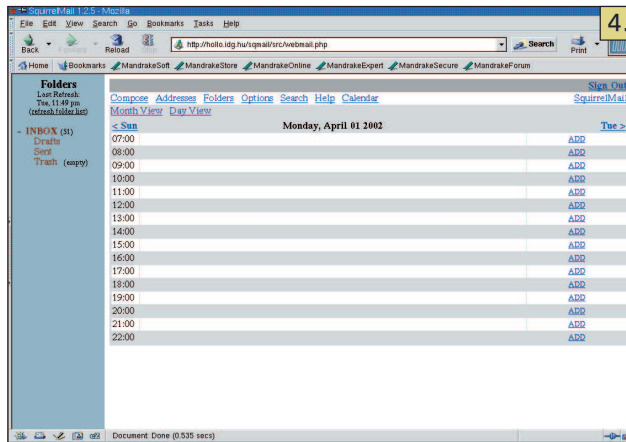 SquirrelMail 1.2.5 - Mozilla
4.
File Edit View Search Go Bookmarks Tasks Help
Back Forward Reload Stop http://hollo.idg.hu/sqmail/src/webmail.php Search Print
Home Bookmarks MandrakeSoft MandrakeStore MandrakeOnline MandrakeExpert MandrakeSecure MandrakeForum
Folders
Last Refresh:
Tue, 11:49 pm
(refresh folder list)
- INBOX (51)
Drafts
Sent
Trash (empty)
Sign Out
Compose Addresses Folders Options Search Help Calendar SquirrelMail
Month View Day View
< Sun Monday, April 01 2002 Tue >
07:00 ADD
08:00 ADD
09:00 ADD
10:00 ADD
11:00 ADD
12:00 ADD
13:00 ADD
14:00 ADD
15:00 ADD
16:00 ADD
17:00 ADD
18:00 ADD
19:00 ADD
20:00 ADD
21:00 ADD
22:00 ADD
Document: Done (0.535 secs)